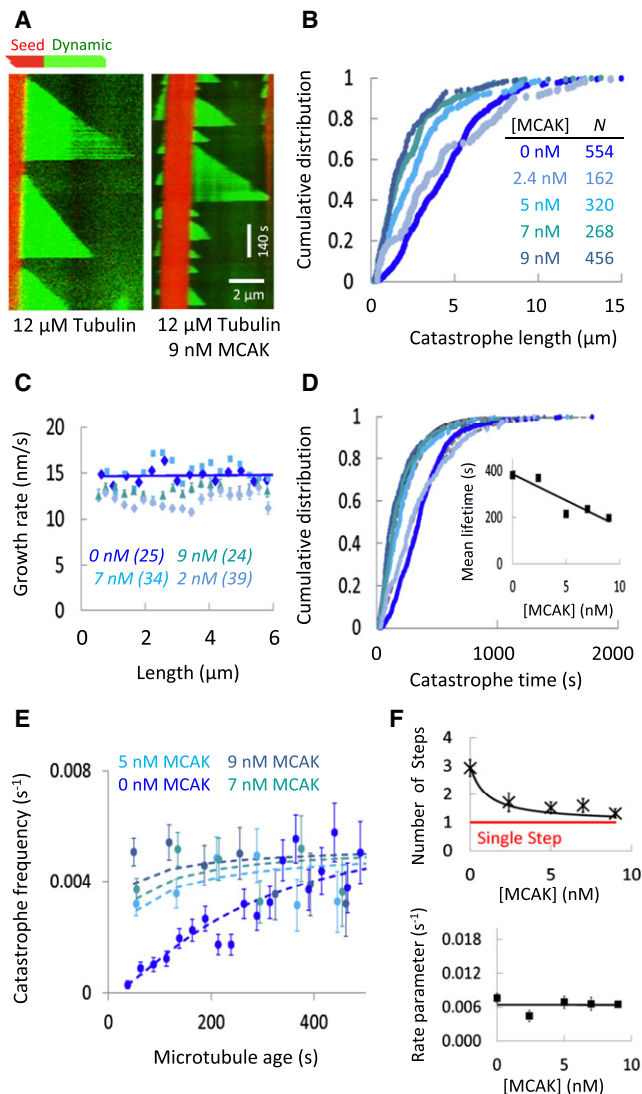 A
Seed Dynamic
140 s
2 μm
12 μM Tubulin
12 μM Tubulin
9 nM MCAK
B
Cumulative distribution
1
0.8
0.6
0.4
0.2
0
0 5 10 15
Catastrophe length (μm)
[MCAK] N
0 nM 554
2.4 nM 162
5 nM 320
7 nM 268
9 nM 456
C
Growth rate (nm/s)
20
15
10
5
0
0 2 4 6
Length (μm)
0 nM (25) 9 nM (24)
7 nM (34) 2 nM (39)
D
Cumulative distribution
1
0.8
0.6
0.4
0.2
0
0 1000 2000
Catastrophe time (s)
Mean lifetime (s)
400
200
0 5 10
[MCAK] (nM)
E
5 nM MCAK 9 nM MCAK
0 nM MCAK 7 nM MCAK
Catastrophe frequency (s-1)
0.008
0.004
0
0 200 400
Microtubule age (s)
F
Number of Steps
4
3
2
1
0
Single Step
0 5 10
[MCAK] (nM)
Rate parameter (s-1)
0.018
0.012
0.006
0.000
0 5 10
[MCAK] (nM)